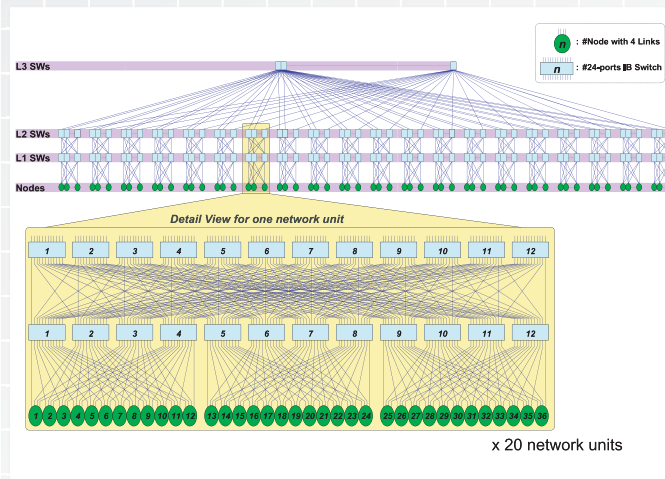 n : #Node with 4 Links
n : #24-ports IB Switch
L3 SWs
L2 SWs
L1 SWs
Nodes
Detail View for one network unit
1 2 3 4 5 6 7 8 9 10 11 12
1 2 3 4 5 6 7 8 9 10 11 12
1 2 3 4 5 6 7 8 9 10 11 12 13 14 15 16 17 18 19 20 21 22 23 24 25 26 27 28 29 30 31 32 33 34 35 36
x 20 network units